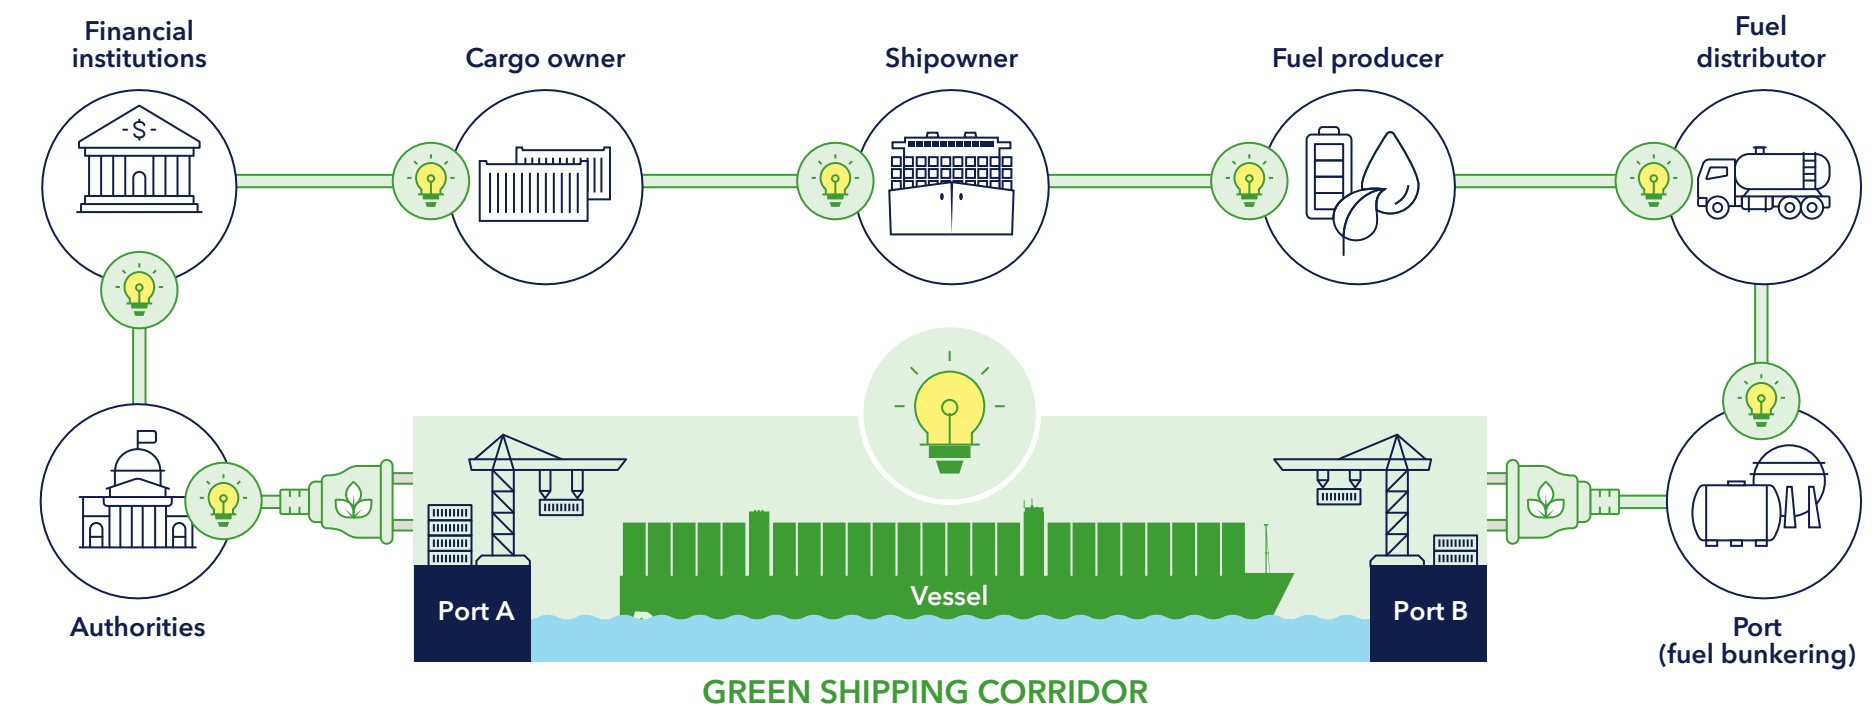 Financial
institutions
Cargo owner
Shipowner
Fuel producer
Fuel
distributor
-$-
Authorities
Port A
Vessel
Port B
Port
(fuel bunkering)
GREEN SHIPPING CORRIDOR